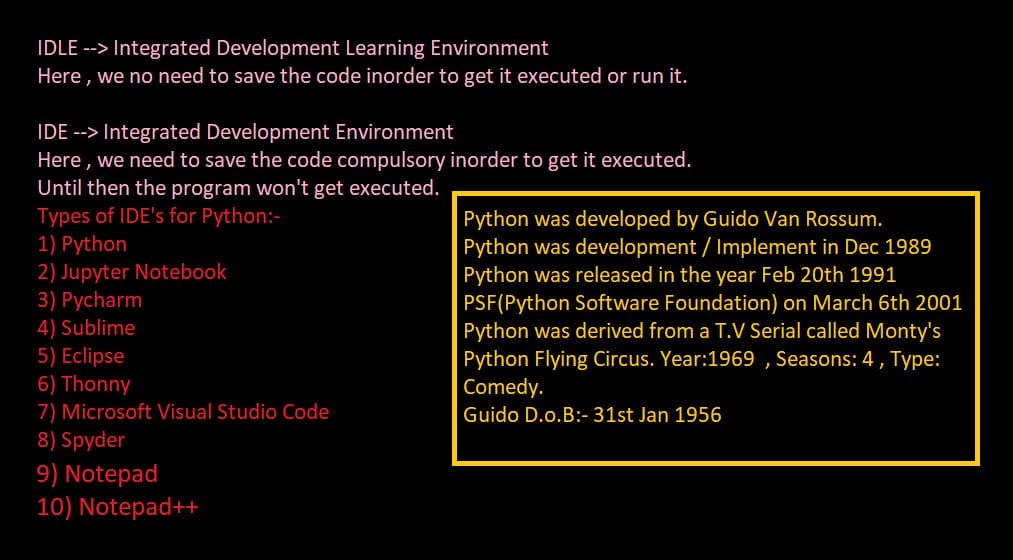 IDLE --> Integrated Development Learning Environment
Here , we no need to save the code inorder to get it executed or run it.
IDE --> Integrated Development Environment
Here , we need to save the code compulsory inorder to get it executed.
Until then the program won't get executed.
Types of IDE's for Python:-
1) Python
2) Jupyter Notebook
3) Pycharm
4) Sublime
5) Eclipse
6) Thonny
7) Microsoft Visual Studio Code
8) Spyder
9) Notepad
10) Notepad++
Python was developed by Guido Van Rossum.
Python was development / Implement in Dec 1989
Python was released in the year Feb 20th 1991
PSF(Python Software Foundation) on March 6th 2001
Python was derived from a T.V Serial called Monty's
Python Flying Circus. Year:1969  , Seasons: 4 , Type:
Comedy.
Guido D.o.B:- 31st Jan 1956